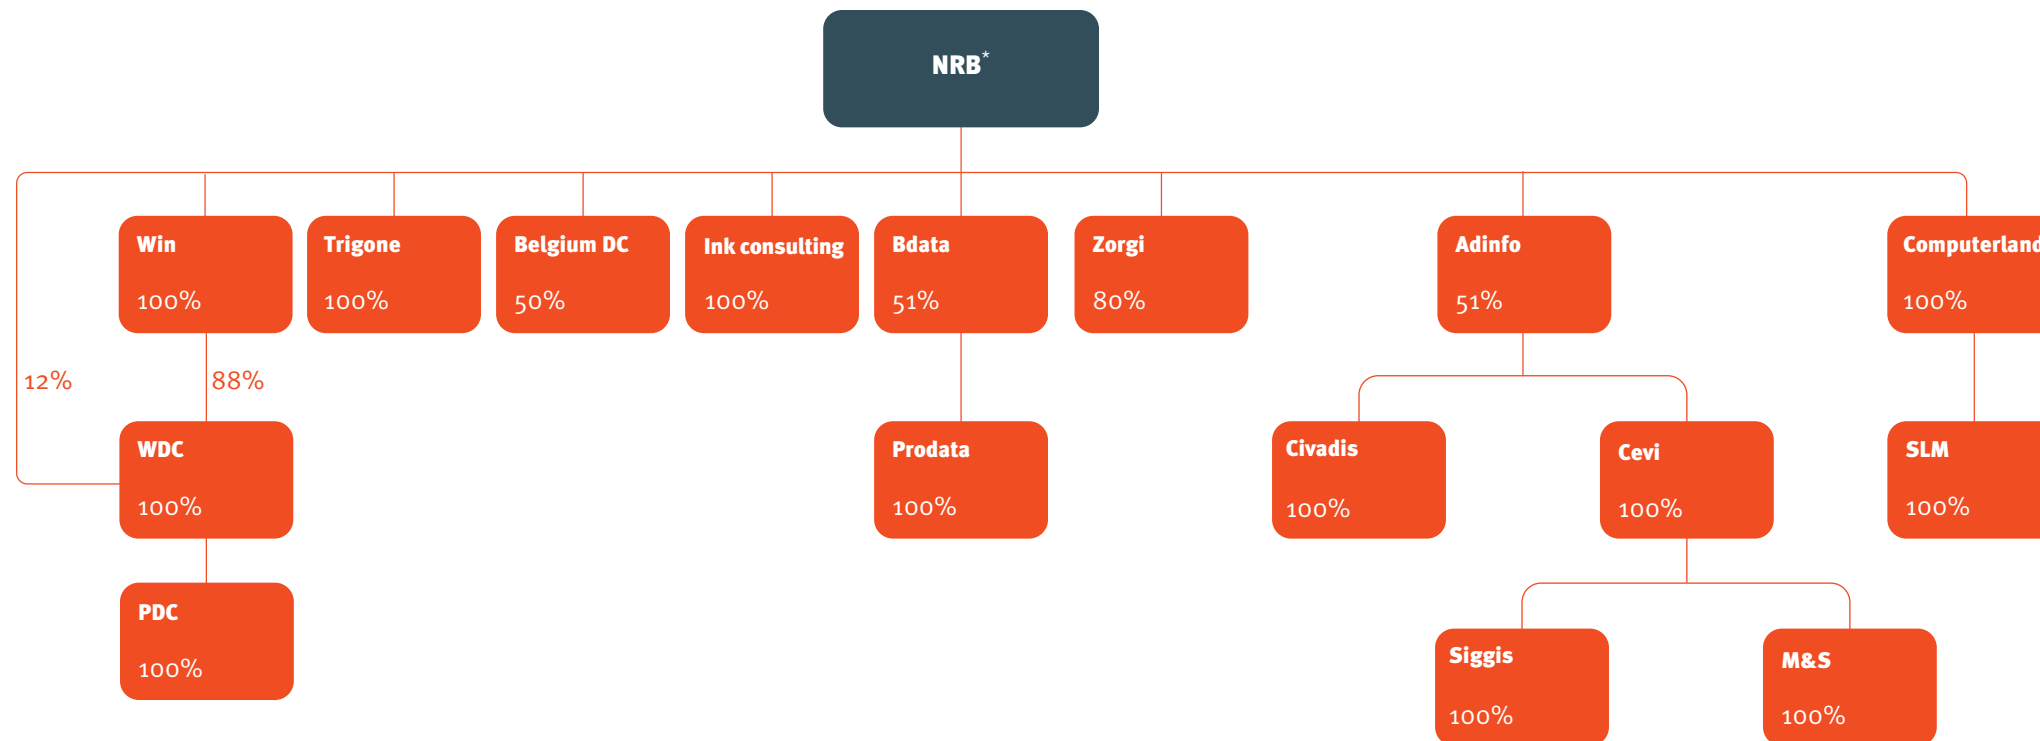 NRB*
Win
100%
Trigone
100%
Belgium DC
50%
Ink consulting
100%
Bdata
51%
Zorgi
80%
Adinfo
51%
Computerland
100%
12%
88%
WDC
100%
Prodata
100%
Civadis
100%
Cevi
100%
SLM
100%
PDC
100%
Siggis
100%
M&S
100%